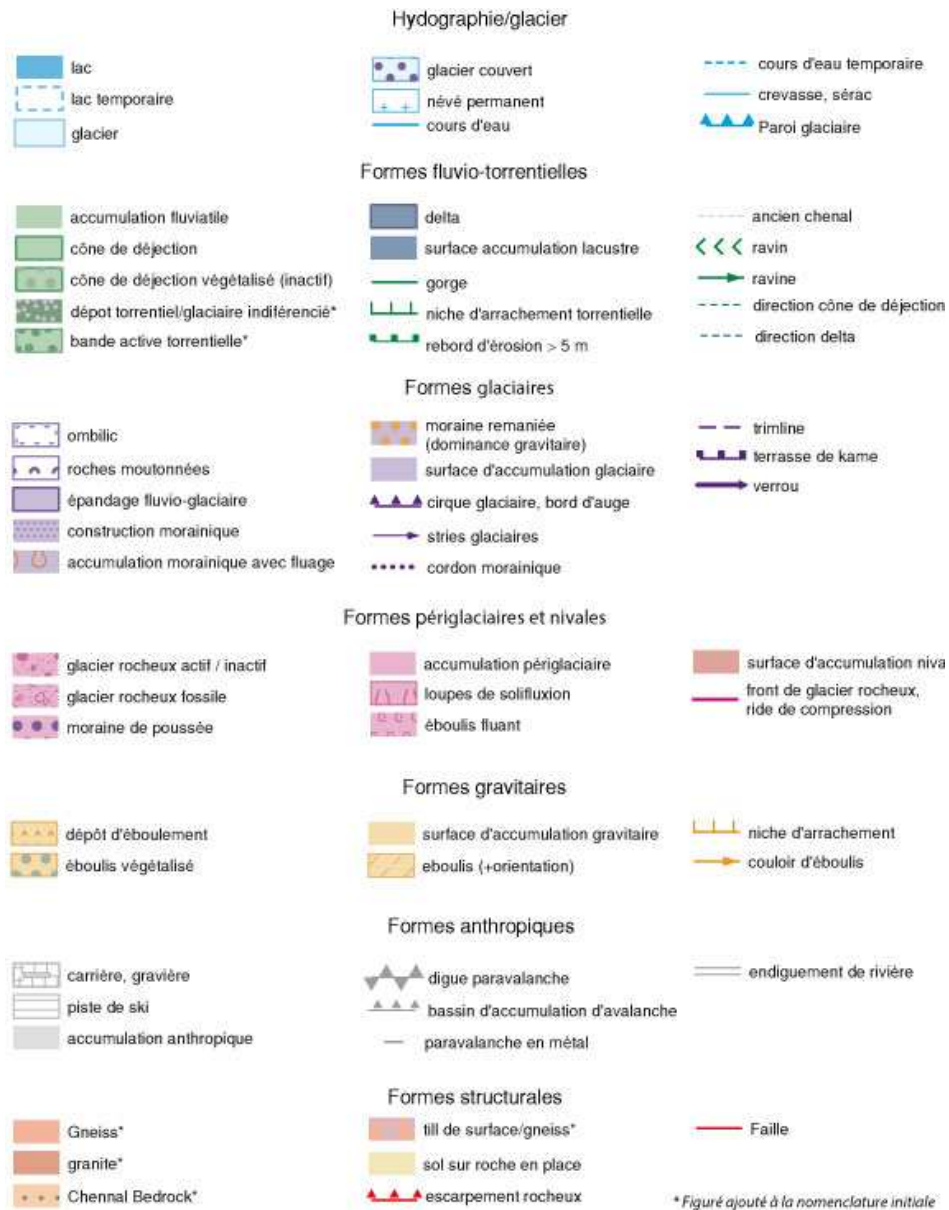 Hydographie/glacier
lac
lac temporaire
glacier
glacier couvert
névé permanent
cours d'eau
cours d'eau temporaire
crevasse, sérac
Paroi glaciaire
Formes fluvio-torrentielles
accumulation fluviatile
cône de déjection
cône de déjection végétalisé (inactif)
dépot torrentiel/glaciaire indiférencié*
bande active torrentielle*
delta
surface accumulation lacustre
gorge
niche d'arrachement torrentielle
rebord d'érosion > 5 m
ancien chenal
ravin
ravine
direction cône de déjection
direction delta
Formes glaciaires
ombilic
roches moutonnées
épandage fluvio-glaciaire
construction morainique
accumulation morainique avec fluage
moraine remaniée
(dominance gravitaire)
surface d'accumulation glaciaire
cirque glaciaire, bord d'auge
stries glaciaires
cordon morainique
trimline
terrasse de kame
verrou
Formes périglaciaires et nivales
glacier rocheux actif / inactif
glacier rocheux fossile
moraine de poussée
accumulation périglaciaire
loupes de solifluxion
éboulis fluant
surface d'accumulation niva
front de glacier rocheux,
ride de compression
Formes gravitaires
dépôt d'éboulement
éboulis végétalisé
surface d'accumulation gravitaire
eboulis (+orientation)
niche d'arrachement
couloir d'éboulis
Formes anthropiques
carrière, gravière
piste de ski
accumulation anthropique
digue paravalanche
bassin d'accumulation d'avalanche
paravalanche en métal
endiguement de rivière
Formes structurales
Gneiss*
granite*
Chennal Bedrock*
till de surface/gneiss*
sol sur roche en place
escarpement rocheux
Faille
* Figuré ajouté à la nomenclature initiale